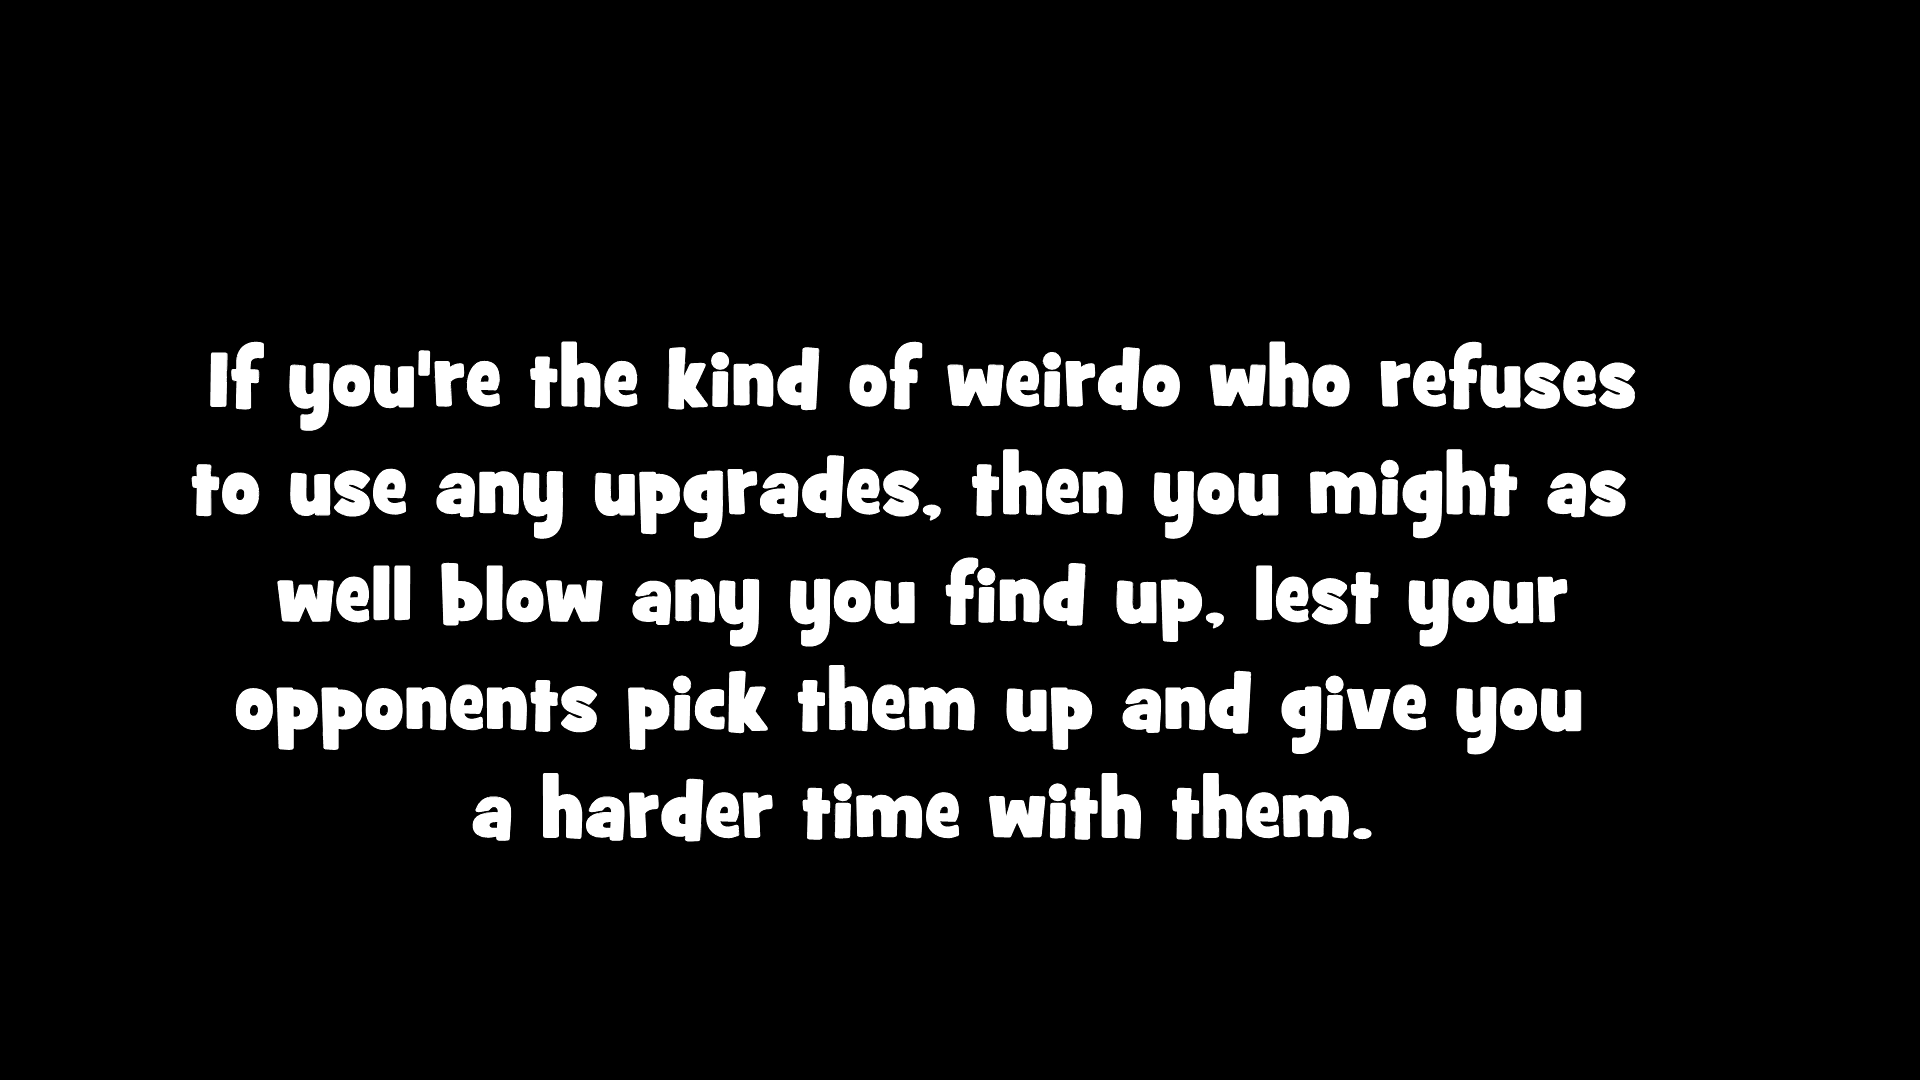 If you're the kind of weirdo who refuses
to use any upgrades, then you might as
well blow any you find up, lest your
opponents pick them up and give you
a harder time with them.